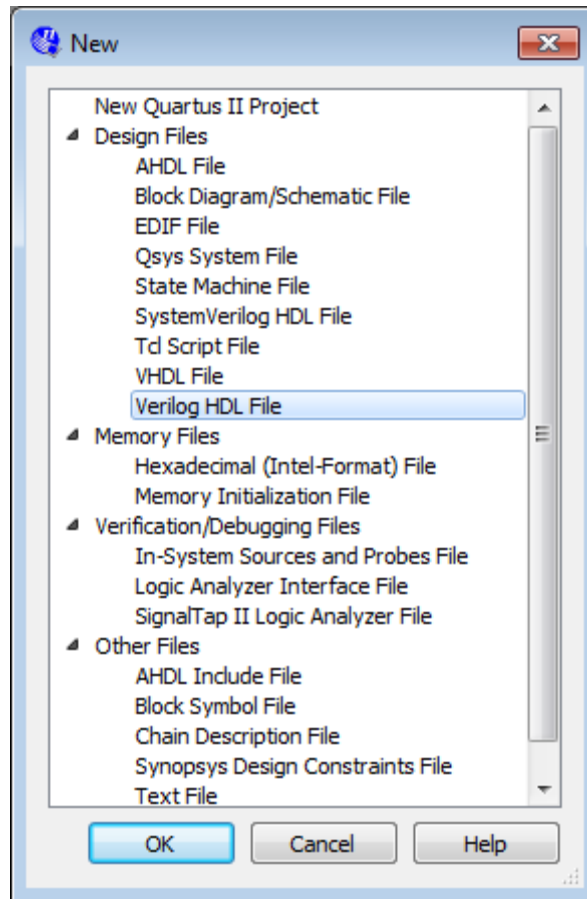 New
New Quartus II Project
Design Files
AHDL File
Block Diagram/Schematic File
EDIF File
Qsys System File
State Machine File
SystemVerilog HDL File
Tcl Script File
VHDL File
Verilog HDL File
Memory Files
Hexadecimal (Intel-Format) File
Memory Initialization File
Verification/Debugging Files
In-System Sources and Probes File
Logic Analyzer Interface File
SignalTap II Logic Analyzer File
Other Files
AHDL Include File
Block Symbol File
Chain Description File
Synopsys Design Constraints File
Text File
OK Cancel Help